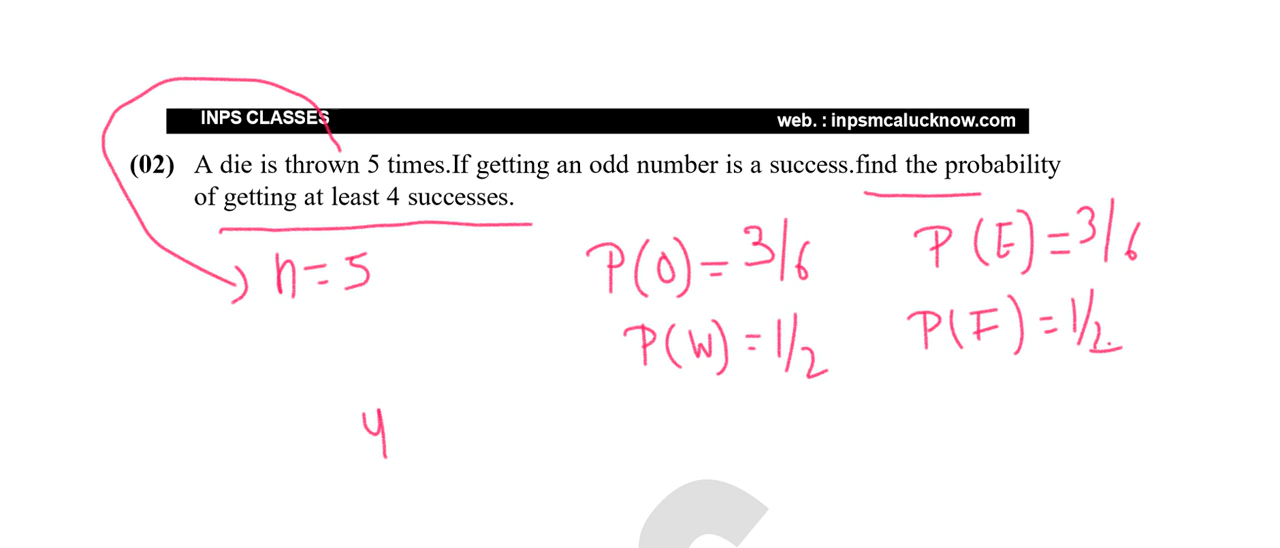 INPS CLASSES web. : inpsmcalucknow.com
(02) A die is thrown 5 times.If getting an odd number is a success.find the probability
of getting at least 4 successes.
n=5 P(O)=3/6 P(E)=3/6
P(W)=1/2 P(F)=1/2
4